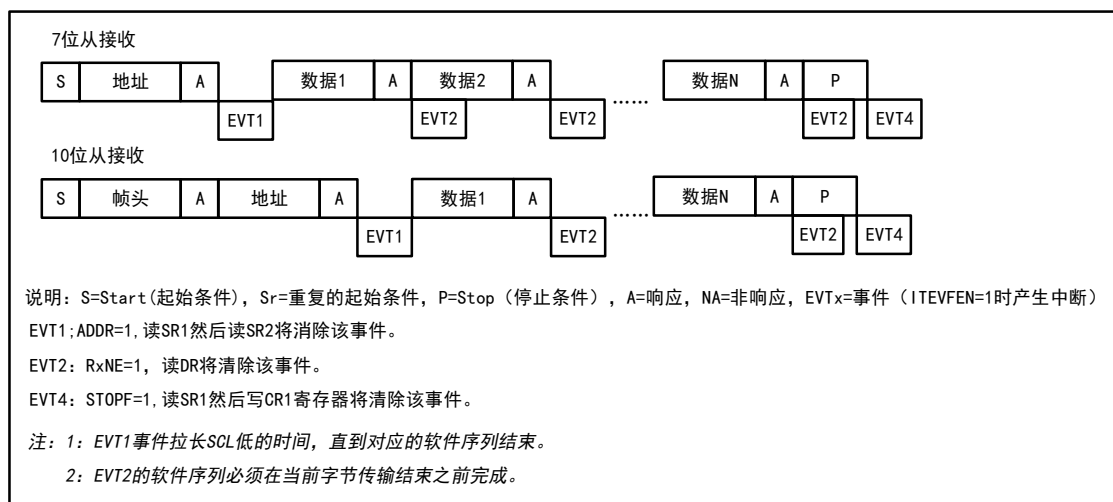 7位从接收
S 地址 A 数据1 A 数据2 A …… 数据N A P
EVT1 EVT2 EVT2 EVT2 EVT4
10位从接收
S 帧头 A 地址 A 数据1 A …… 数据N A P
EVT1 EVT2 EVT2 EVT4
说明：S=Start(起始条件)，Sr=重复的起始条件，P=Stop（停止条件），A=响应，NA=非响应，EVTx=事件（ITEVFEN=1时产生中断）
EVT1;ADDR=1,读SR1然后读SR2将消除该事件。
EVT2：RxNE=1，读DR将清除该事件。
EVT4：STOPF=1,读SR1然后写CR1寄存器将清除该事件。
注：1：EVT1事件拉长SCL低的时间，直到对应的软件序列结束。
2：EVT2的软件序列必须在当前字节传输结束之前完成。